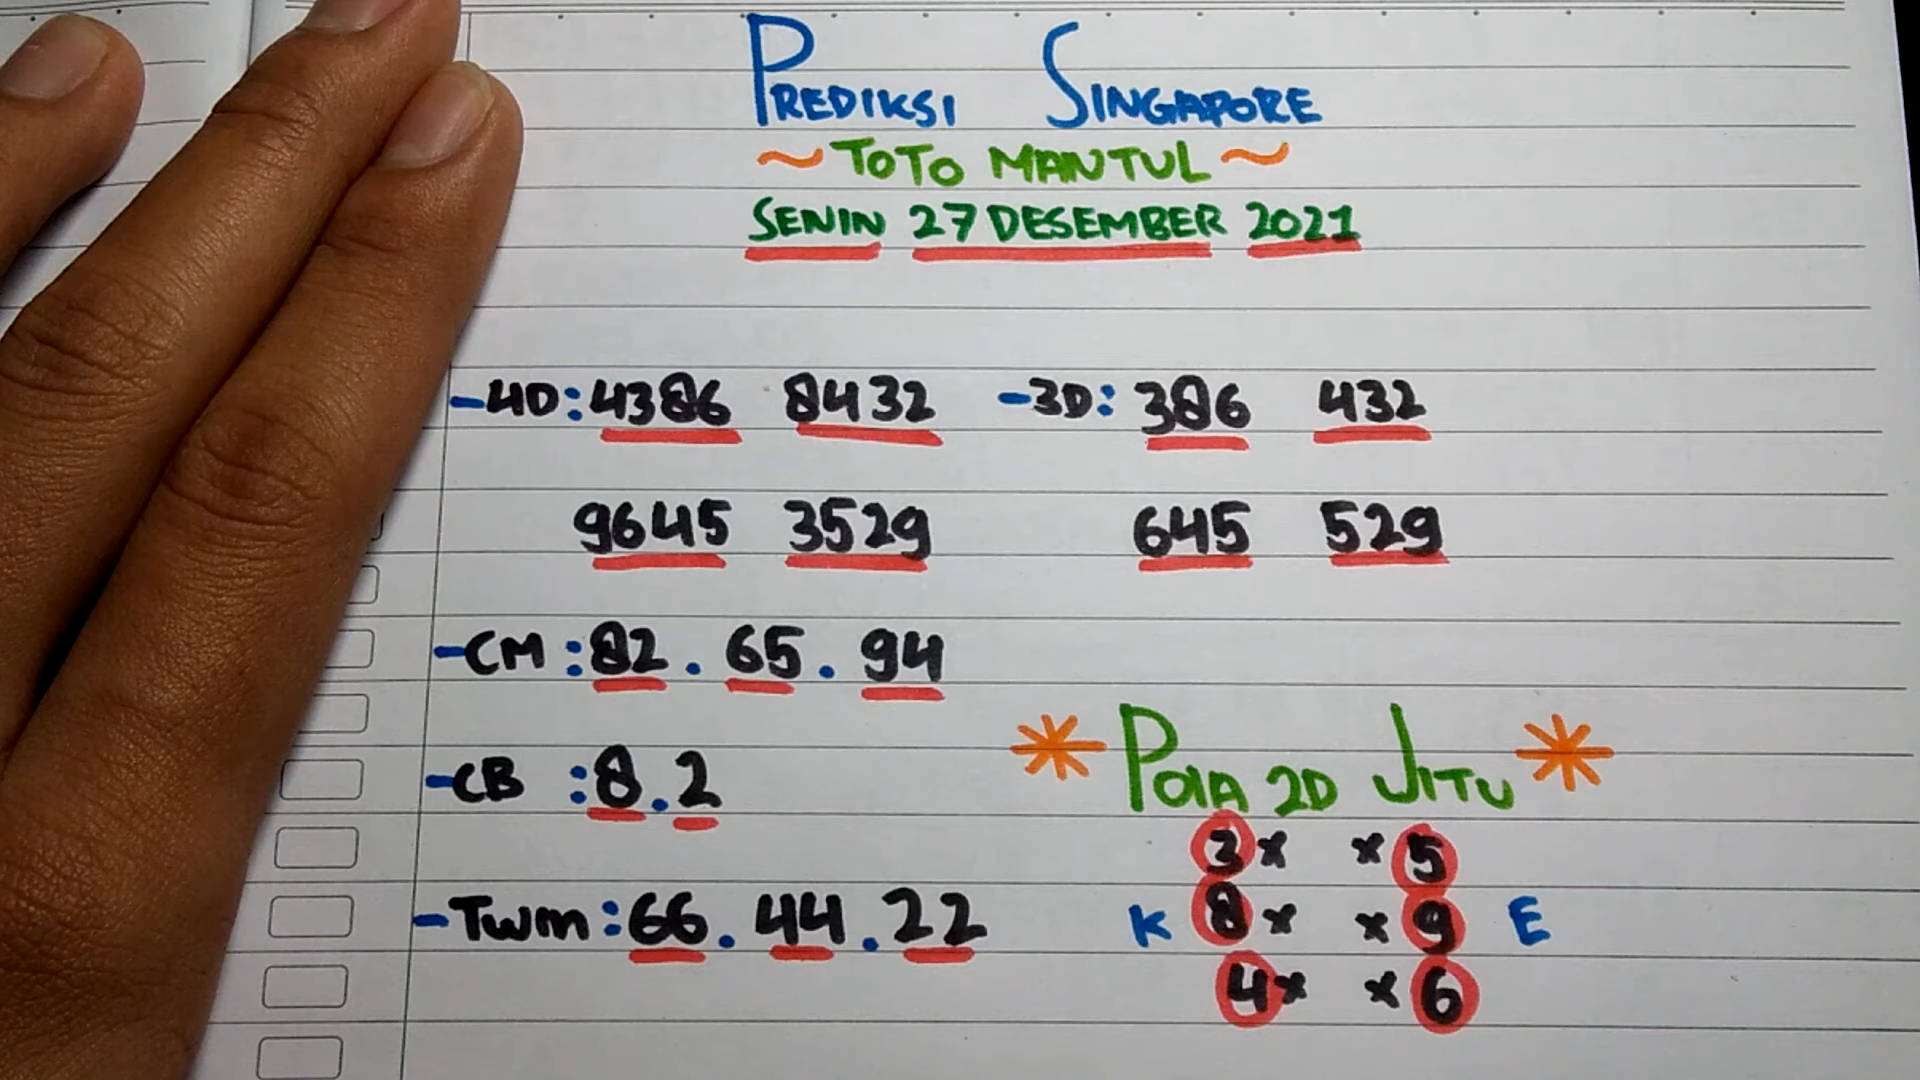 PREDIKSI SINGAPORE
~ TOTO MANTUL ~
SENIN 27 DESEMBER 2021
-4D: 4386 8432 -3D: 386 432
9645 3529 645 529
-CM: 82. 65. 94
-CB: 8.2
* POLA 2D JITU *
3x x5
-Twin: 66. 44. 22
K 8x x9 E
4x x6